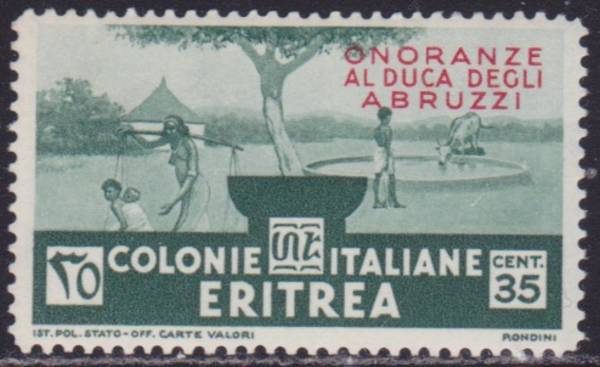 ONORANZE
AL DUCA DEGLI
ABRUZZI
٣٥ COLONIE ITALIANE CENT. 35
ERITREA
IST. POL. STATO-OFF. CARTE VALORI RONDINI